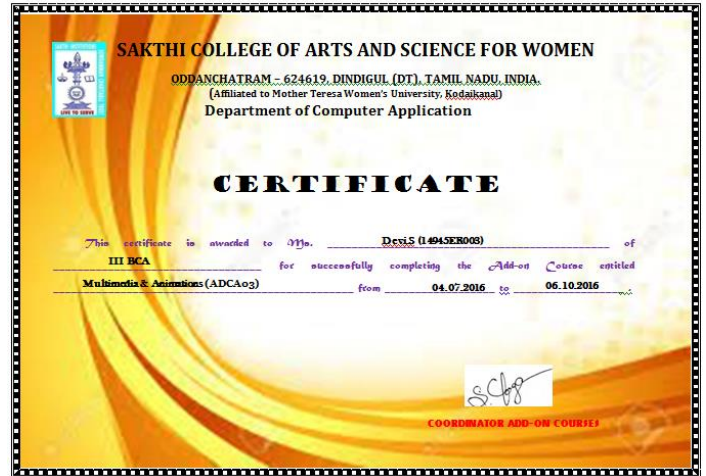 SAKTHI COLLEGE OF ARTS AND SCIENCE FOR WOMEN
ODDANCHATRAM – 624619. DINDIGUL (DT), TAMIL NADU, INDIA.
(Affiliated to Mother Teresa Women's University, Kodaikanal)
Department of Computer Application
LIVE TO SERVE
CERTIFICATE
This certificate is awarded to Ms. Devi.S (14945ER003) of
III BCA for successfully completing the Add-on Course entitled
Multimedia & Animations (ADCA03) from 04.07.2016 to 06.10.2016 .
COORDINATOR ADD-ON COURSES